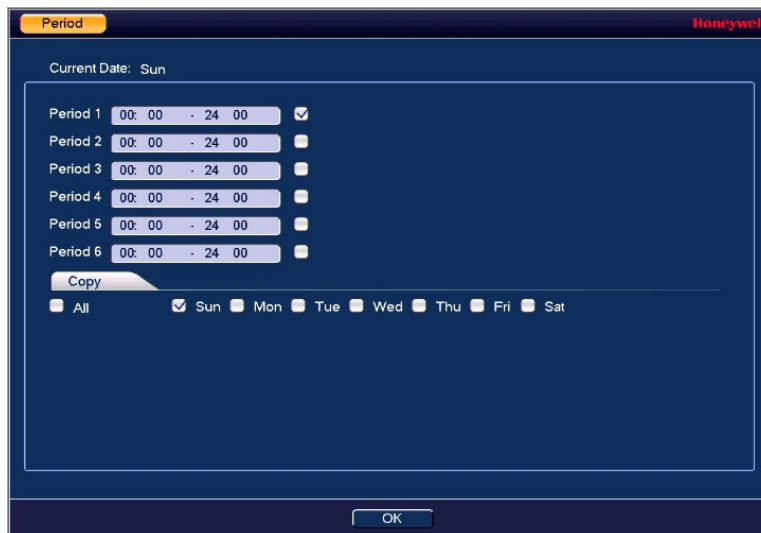 Period Honeywell
Current Date: Sun
Period 1 00: 00 - 24 00
Period 2 00: 00 - 24 00
Period 3 00: 00 - 24 00
Period 4 00: 00 - 24 00
Period 5 00: 00 - 24 00
Period 6 00: 00 - 24 00
Copy
All Sun Mon Tue Wed Thu Fri Sat
OK